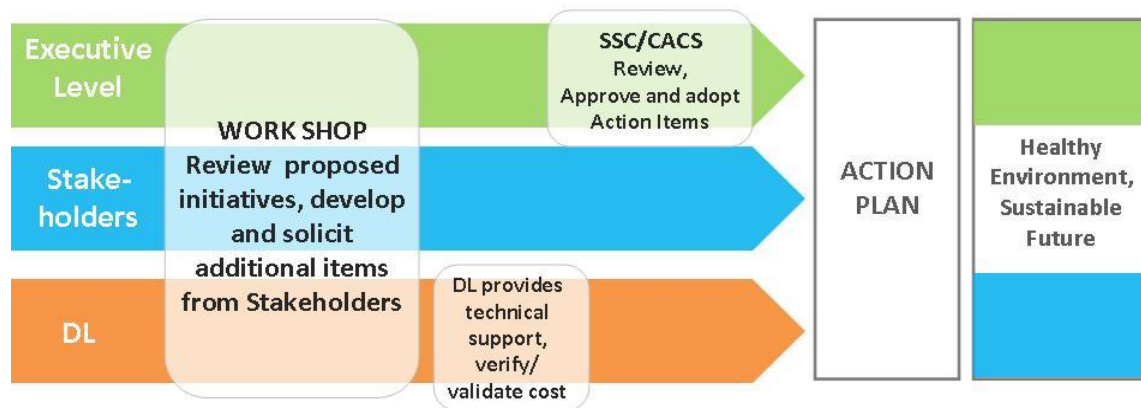 Executive
Level
SSC/CACS
Review,
Approve and adopt
Action Items
WORK SHOP
Review proposed
initiatives, develop
and solicit
additional items
from Stakeholders
Stake-
holders
DL
DL provides
technical
support,
verify/
validate cost
ACTION
PLAN
Healthy
Environment,
Sustainable
Future